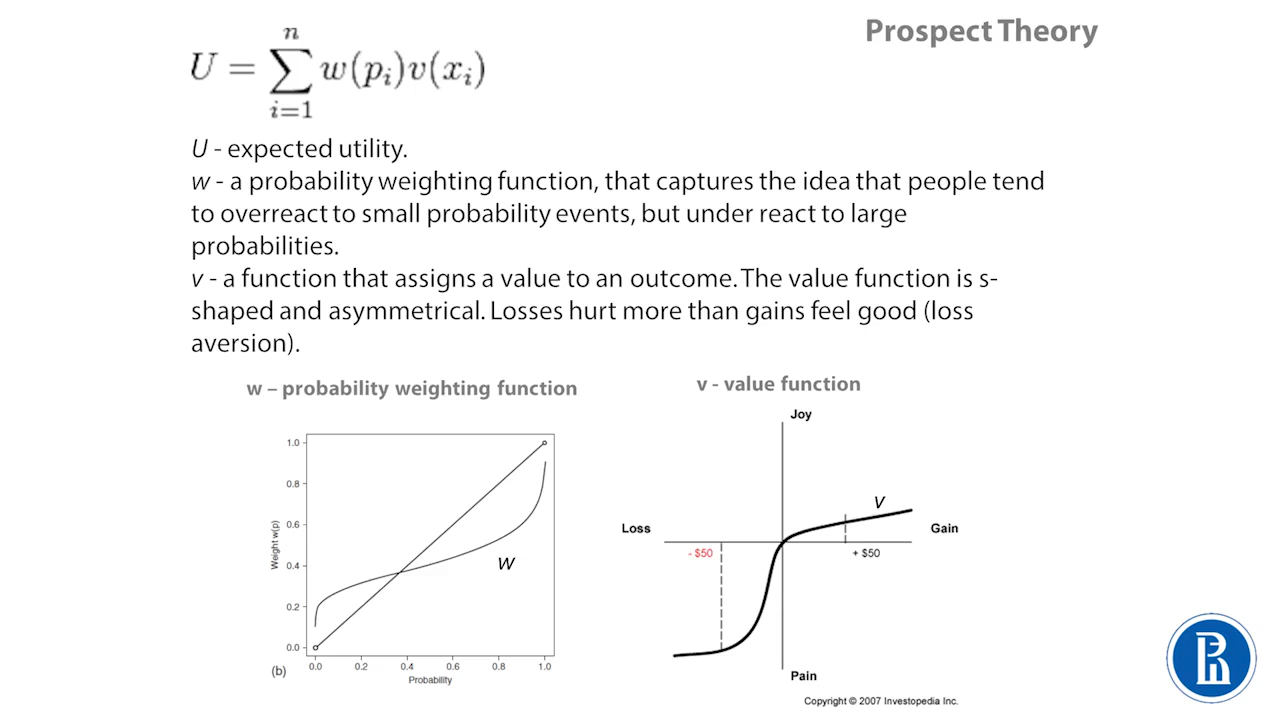 Prospect Theory
U = \sum_{i=1}^{n} w(p_i)v(x_i)
U - expected utility.
w - a probability weighting function, that captures the idea that people tend
to overreact to small probability events, but under react to large
probabilities.
v - a function that assigns a value to an outcome. The value function is s-
shaped and asymmetrical. Losses hurt more than gains feel good (loss
aversion).
w – probability weighting function
1.0
0.8
0.6
0.4
0.2
0.0
Weight w(p)
w
0.0 0.2 0.4 0.6 0.8 1.0
(b)
Probability
v - value function
Joy
v
Loss
Gain
- $50
+ $50
Pain
Copyright © 2007 Investopedia Inc.